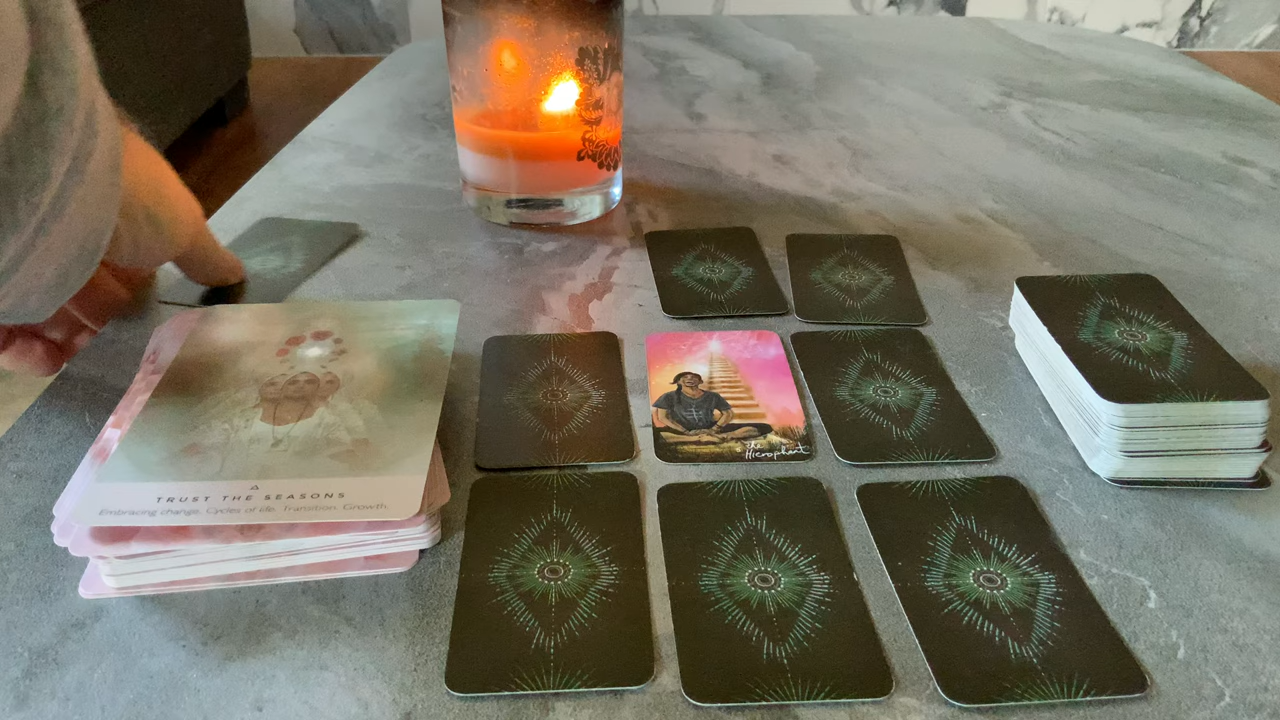 TRUST THE SEASONS
Embracing change. Cycles of life. Transition. Growth.
The
Hierophant